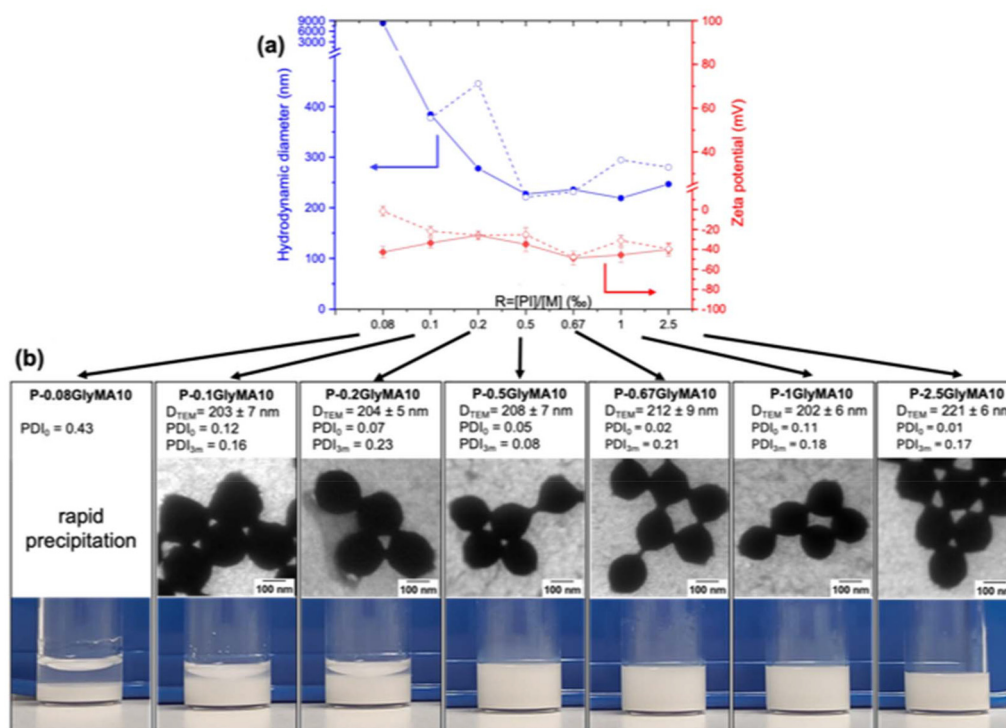 (a)
Hydrodynamic diameter (nm)
9000
6000
3000
400
300
200
100
0
Zeta potential (mV)
100
80
60
40
0
-20
-40
-60
-80
-100
R=[PI]/[M] (‰)
0.08 0.1 0.2 0.5 0.67 1 2.5
(b)
P-0.08GlyMA10
PDI0 = 0.43
rapid
precipitation
P-0.1GlyMA10
DTEM = 203 ± 7 nm
PDI0 = 0.12
PDI3m = 0.16
100 nm
P-0.2GlyMA10
DTEM = 204 ± 5 nm
PDI0 = 0.07
PDI3m = 0.23
100 nm
P-0.5GlyMA10
DTEM = 208 ± 7 nm
PDI0 = 0.05
PDI3m = 0.08
100 nm
P-0.67GlyMA10
DTEM = 212 ± 9 nm
PDI0 = 0.02
PDI3m = 0.21
100 nm
P-1GlyMA10
DTEM = 202 ± 6 nm
PDI0 = 0.11
PDI3m = 0.18
100 nm
P-2.5GlyMA10
DTEM = 221 ± 6 nm
PDI0 = 0.01
PDI3m = 0.17
100 nm